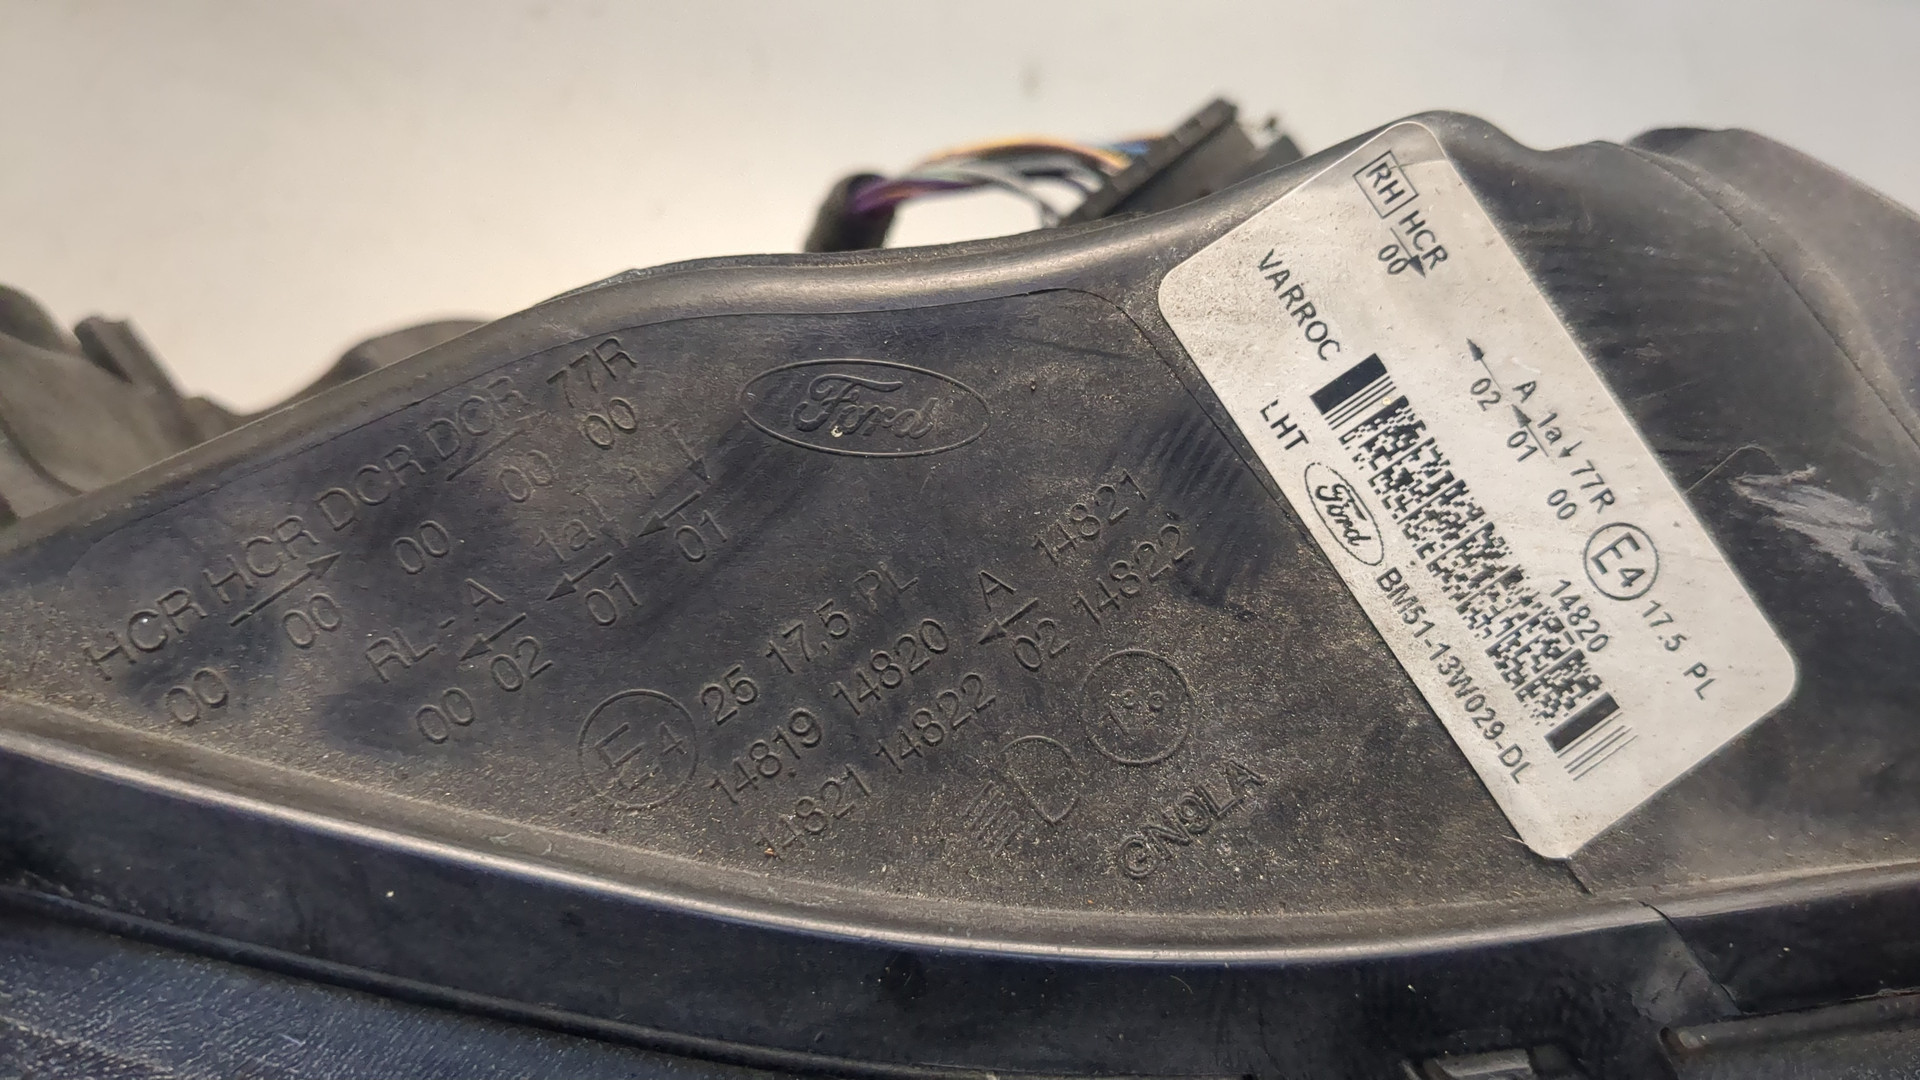 HCR HCR DCR DCR 77R
00 00 00 00 00
RL-A 1a 1
00 02 01 01
Ford
E4 25 17,5 PL
14819 14820 A 14821
14821 14822 02 14822
GN9LA
RH HCR
00
A 1a 77R E4 17.5 PL
02 01 00 14820
VARROC
LHT Ford BM51-13W029-DL